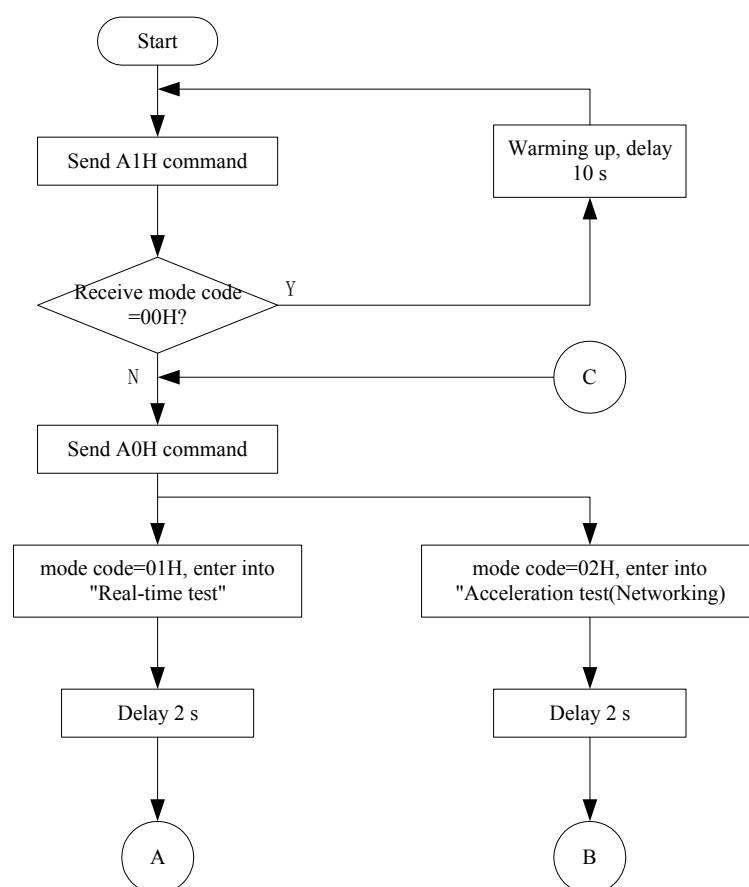 Start
Send A1H command
Warming up, delay
10 s
Receive mode code
=00H?
Y
N
C
Send A0H command
mode code=01H, enter into
"Real-time test"
mode code=02H, enter into
"Acceleration test(Networking)
Delay 2 s
Delay 2 s
A
B